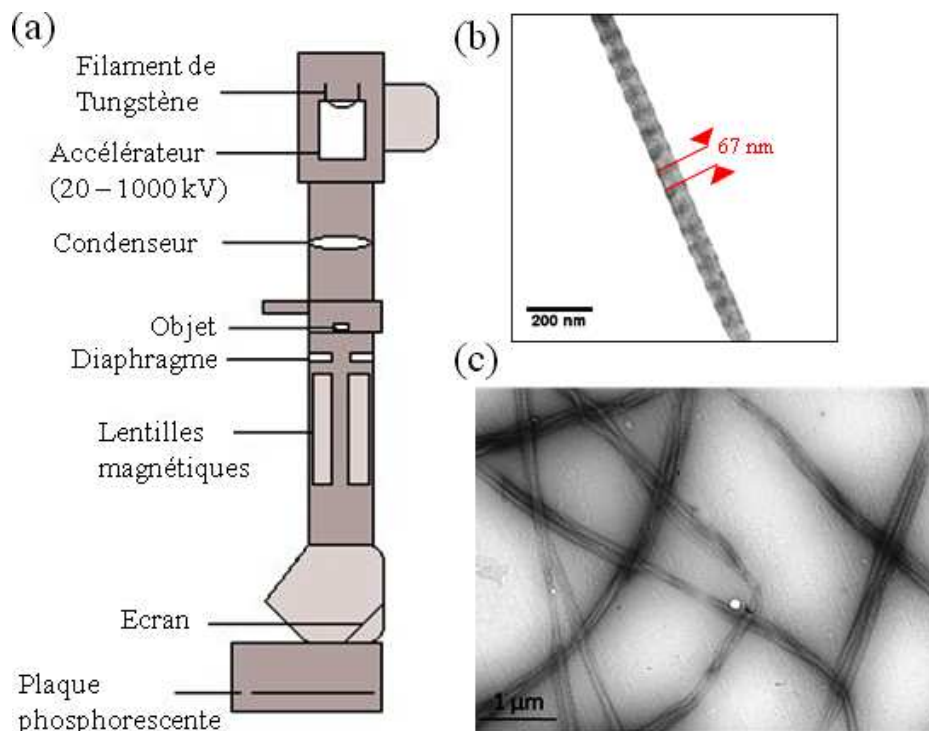 (a)
Filament de
Tungstène
Accélérateur
(20 – 1000 kV)
Condenseur
Objet
Diaphragme
Lentilles
magnétiques
Ecran
Plaque
phosphorescente
(b)
67 nm
200 nm
(c)
1 µm